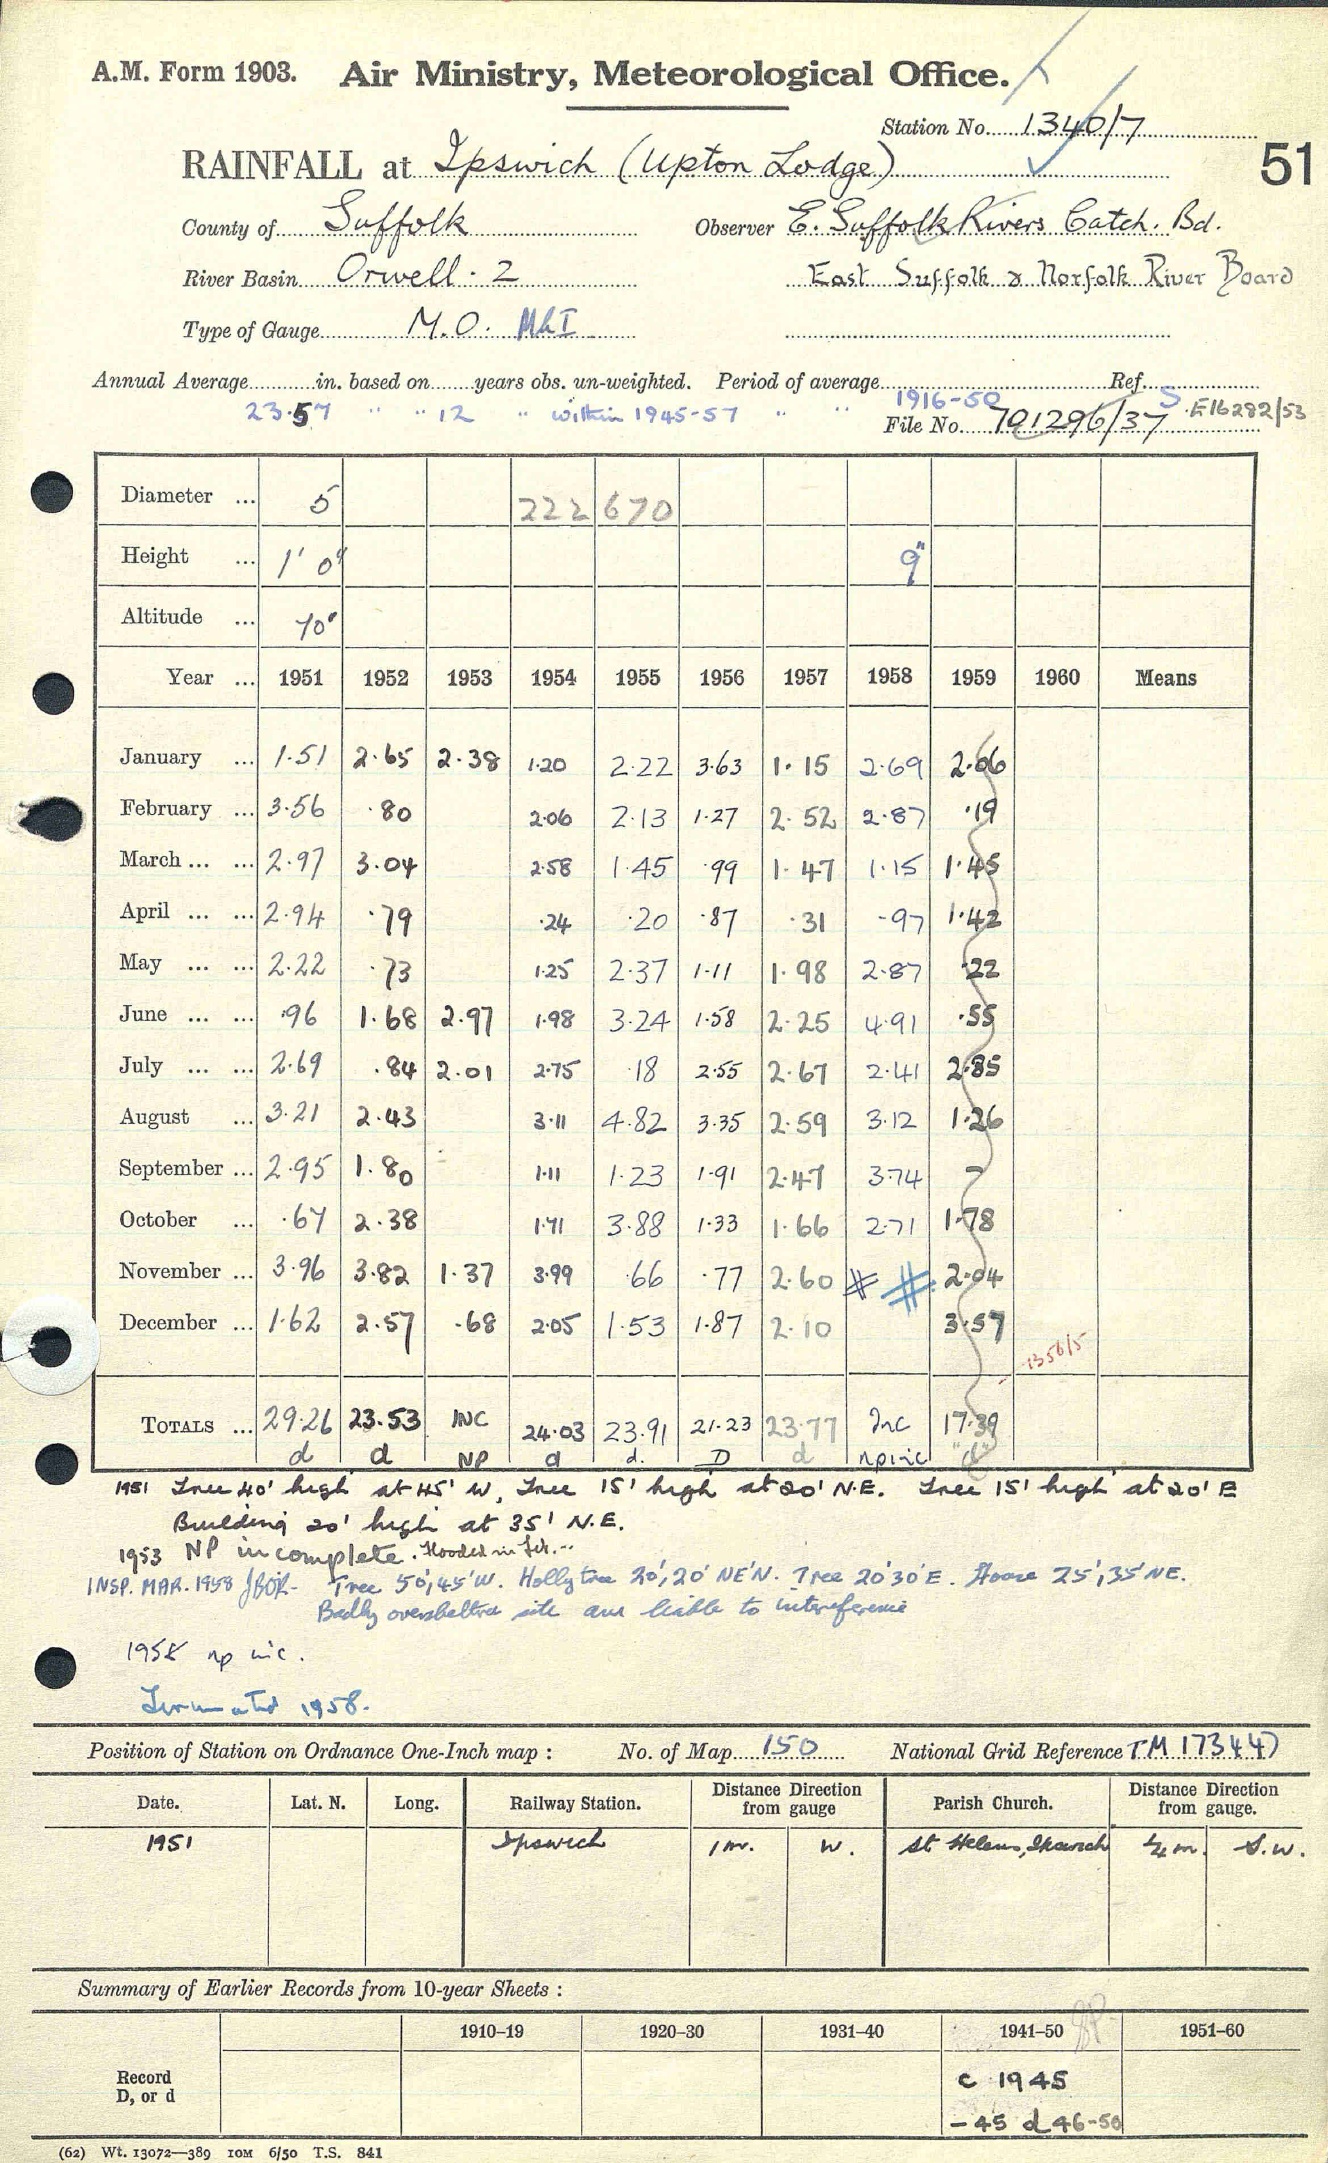 A.M. Form 1903. Air Ministry, Meteorological Office.
Station No. 1340/7
51
RAINFALL at Ipswich (Upton Lodge)
County of Suffolk Observer E. Suffolk Rivers Catch. Bd.
River Basin Orwell. 2 East Suffolk & Norfolk River Board
Type of Gauge M.O. Mk I
Annual Average in. based on years obs. un-weighted. Period of average Ref.
23.57 " " 12 " within 1945-57 " " 1916-50 S
File No. 701296/37 E16282/53
Diameter ... 5 222 670
Height ... 1' 0" 9"
Altitude ... 70'
Year ... 1951 1952 1953 1954 1955 1956 1957 1958 1959 1960 Means
January ... 1.51 2.65 2.38 1.20 2.22 3.63 1.15 2.69 2.06
February ... 3.56 .80 2.06 2.13 1.27 2.52 2.87 .19
March ... ... 2.97 3.04 2.58 1.45 .99 1.47 1.15 1.45
April ... ... 2.94 .79 .24 .20 .87 .31 .97 1.42
May ... ... 2.22 .73 1.25 2.37 1.11 1.98 2.87 .22
June ... ... .96 1.68 2.97 1.98 3.24 1.58 2.25 4.91 .55
July ... ... 2.69 .84 2.01 2.75 .18 2.55 2.67 2.41 2.85
August ... 3.21 2.43 3.11 4.82 3.35 2.59 3.12 1.26
September ... 2.95 1.80 1.11 1.23 1.91 2.47 3.74
October ... .67 2.38 1.71 3.88 1.33 1.66 2.71 1.78
November ... 3.96 3.82 1.37 3.99 .66 .77 2.60 # # 2.04
December ... 1.62 2.57 .68 2.05 1.53 1.87 2.10 3.57
1356/5
TOTALS ... 29.26 23.53 INC 24.03 23.91 21.23 23.77 Inc 17.39
d d NP d d. D d np inc "d"
1951 Tree 40' high at 45' W, Tree 15' high at 20' N.E. Tree 15' high at 20' E
Building 20' high at 35' N.E.
1953 NP incomplete. Flooded in Feb.
INSP. MAR. 1958 Tree 50', 45' W. Holly tree 20', 20' NE'N. Tree 20' 30' E. House 25', 35' NE.
Badly oversheltered site and liable to interference
1958 np inc.
Terminated 1958.
Position of Station on Ordnance One-Inch map : No. of Map 150 National Grid Reference TM 173447
Date. Lat. N. Long. Railway Station. Distance Direction from gauge Parish Church. Distance Direction from gauge.
1951 Ipswich 1 m. W. St Helens, Ipswich ¼ m. S.W.
Summary of Earlier Records from 10-year Sheets :
1910–19 1920–30 1931–40 1941–50 1951–60
Record
D, or d
c 1945
- 45 d 46-50
(62) Wt. 13072—389 10M 6/50 T.S. 841